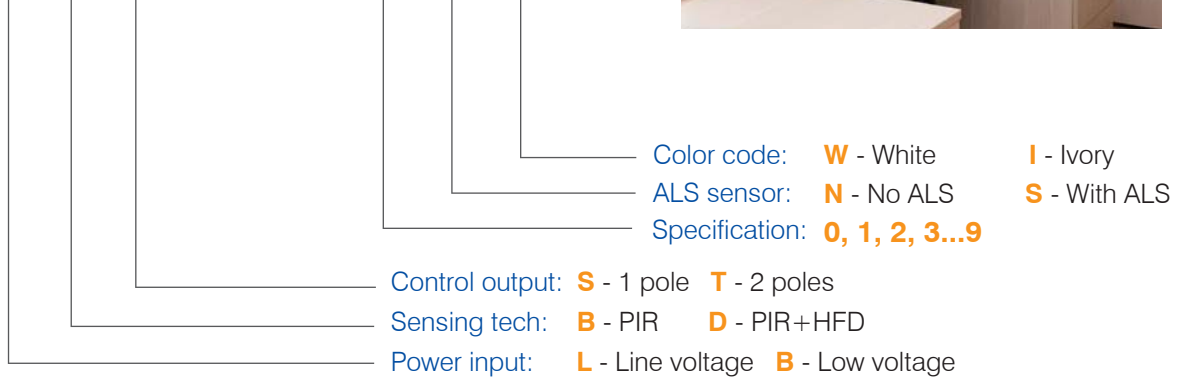 Color code: W - White I - Ivory
ALS sensor: N - No ALS S - With ALS
Specification: 0, 1, 2, 3...9
Control output: S - 1 pole T - 2 poles
Sensing tech: B - PIR D - PIR+HFD
Power input: L - Line voltage B - Low voltage